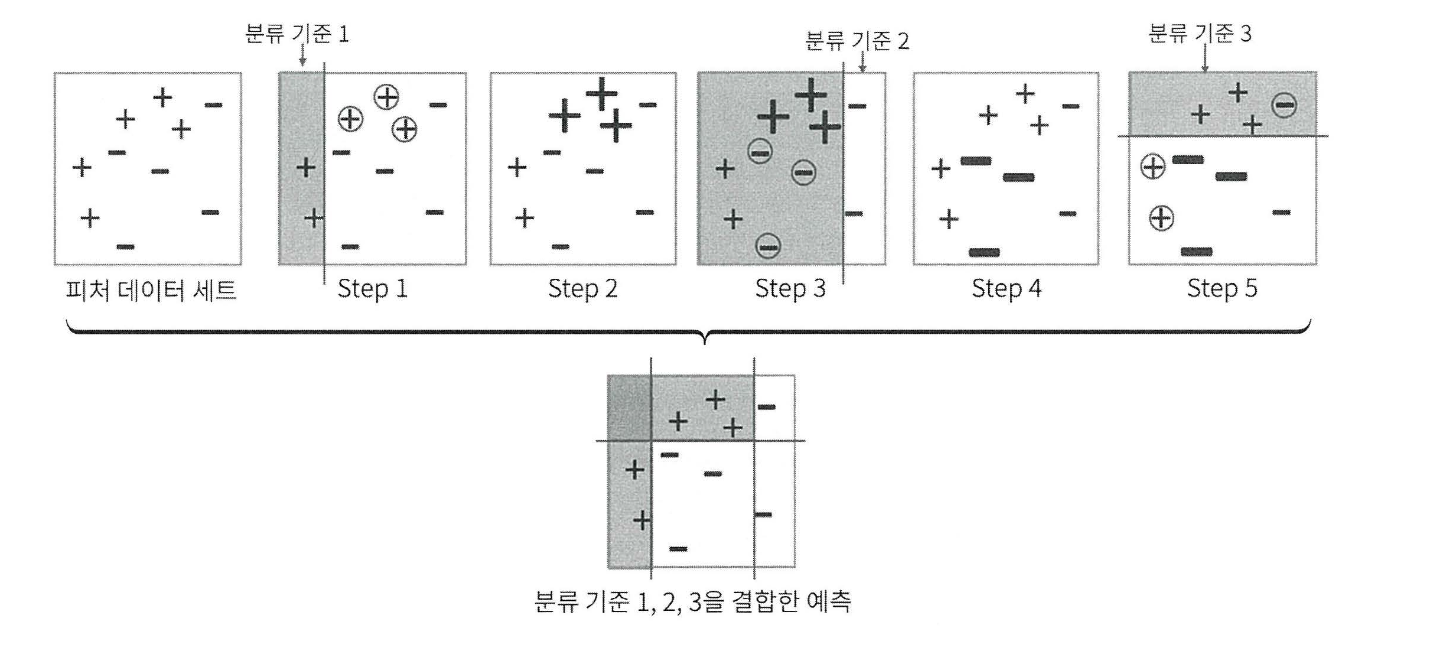 분류 기준 1
분류 기준 2
분류 기준 3
피처 데이터 세트
Step 1
Step 2
Step 3
Step 4
Step 5
분류 기준 1, 2, 3을 결합한 예측